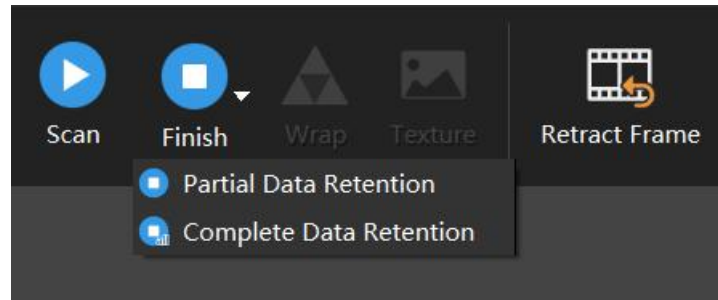 Scan
Finish
Wrap
Texture
Retract Frame
Partial Data Retention
Complete Data Retention